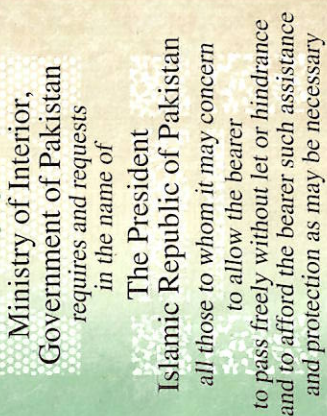 Ministry of Interior,
Government of Pakistan
requires and requests
in the name of
The President
Islamic Republic of Pakistan
all those to whom it may concern
to allow the bearer
to pass freely without let or hindrance
and to afford the bearer such assistance
and protection as may be necessary